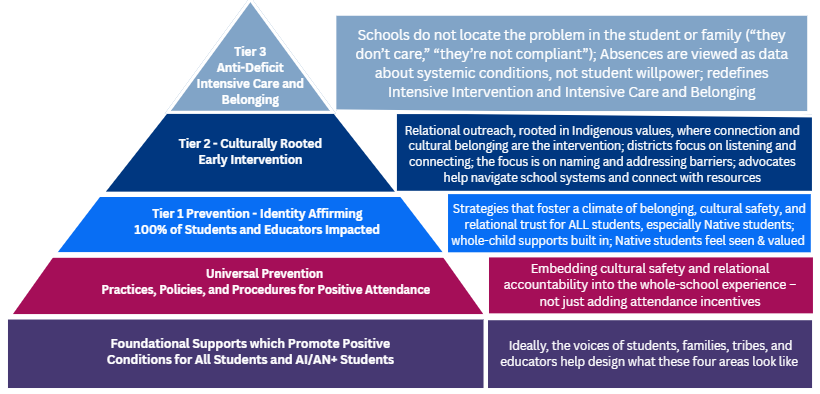 Tier 3
Anti-Deficit
Intensive Care and
Belonging
Schools do not locate the problem in the student or family (“they
don’t care,” “they’re not compliant”); Absences are viewed as data
about systemic conditions, not student willpower; redefines
Intensive Intervention and Intensive Care and Belonging
Tier 2 - Culturally Rooted
Early Intervention
Relational outreach, rooted in Indigenous values, where connection and
cultural belonging are the intervention; districts focus on listening and
connecting; the focus is on naming and addressing barriers; advocates
help navigate school systems and connect with resources
Tier 1 Prevention - Identity Affirming
100% of Students and Educators Impacted
Strategies that foster a climate of belonging, cultural safety, and
relational trust for ALL students, especially Native students;
whole-child supports built in; Native students feel seen & valued
Universal Prevention
Practices, Policies, and Procedures for Positive Attendance
Embedding cultural safety and relational
accountability into the whole-school experience –
not just adding attendance incentives
Foundational Supports which Promote Positive
Conditions for All Students and AI/AN+ Students
Ideally, the voices of students, families, tribes, and
educators help design what these four areas look like